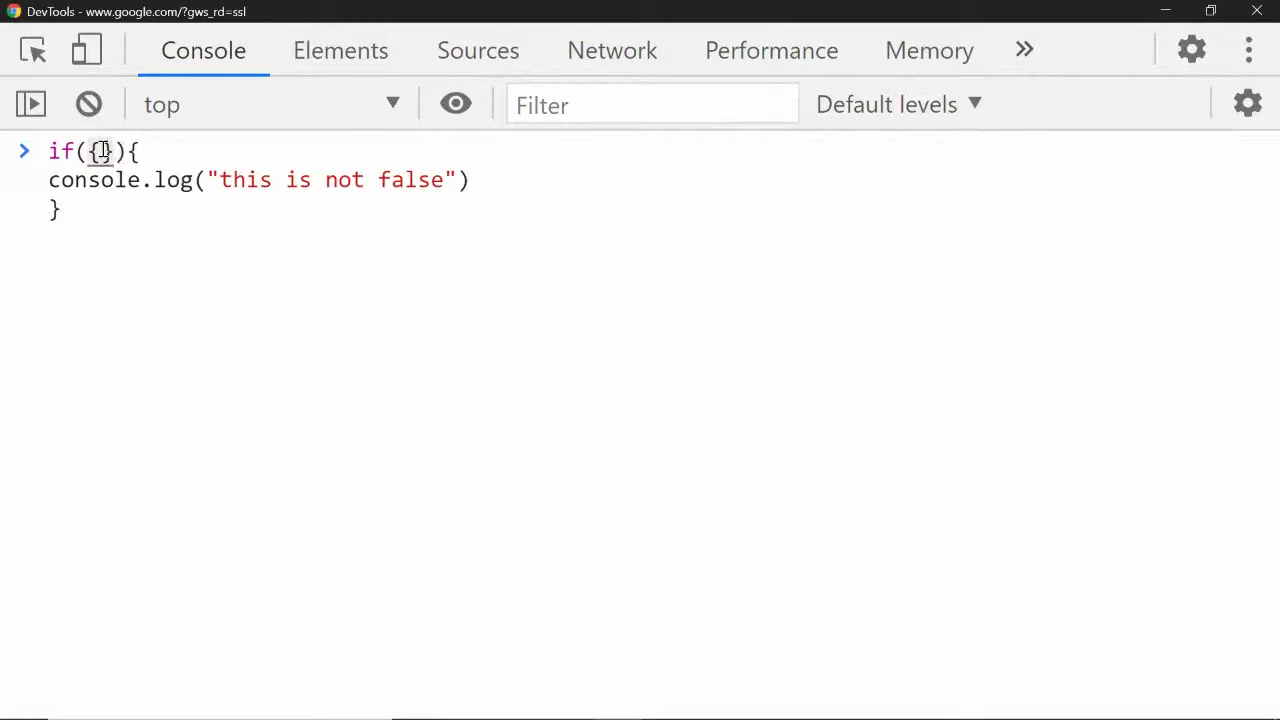 DevTools - www.google.com/?gws_rd=ssl
Console Elements Sources Network Performance Memory »
top Filter Default levels
> if({}){
console.log("this is not false")
}